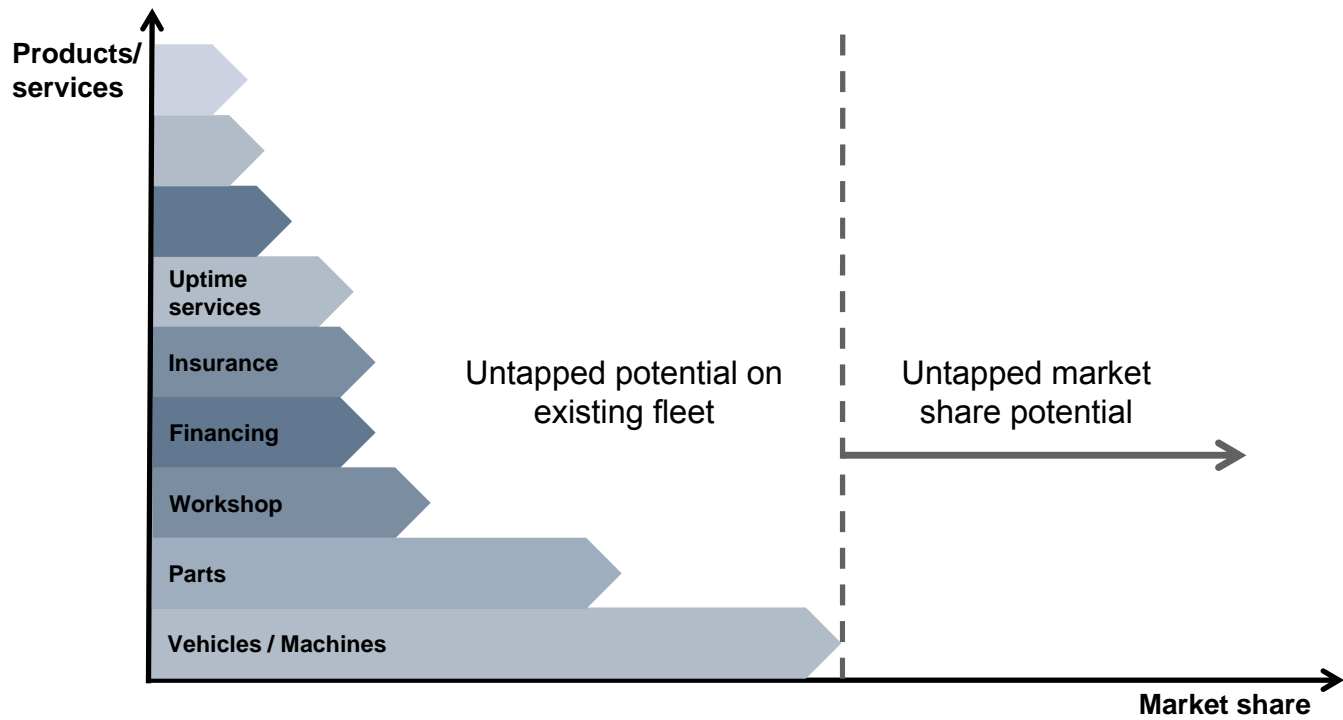 Products/
services
Uptime
services
Insurance
Financing
Workshop
Parts
Vehicles / Machines
Untapped potential on
existing fleet
Untapped market
share potential
Market share